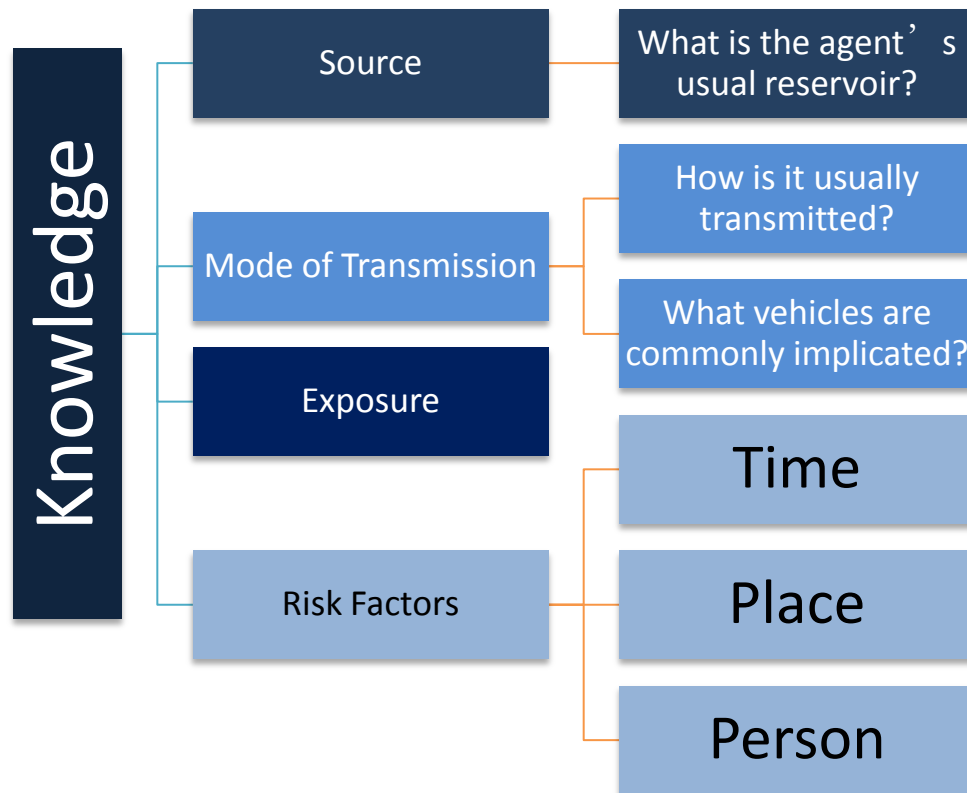 Knowledge
Source
What is the agent’s
usual reservoir?
Mode of Transmission
How is it usually
transmitted?
What vehicles are
commonly implicated?
Exposure
Risk Factors
Time
Place
Person